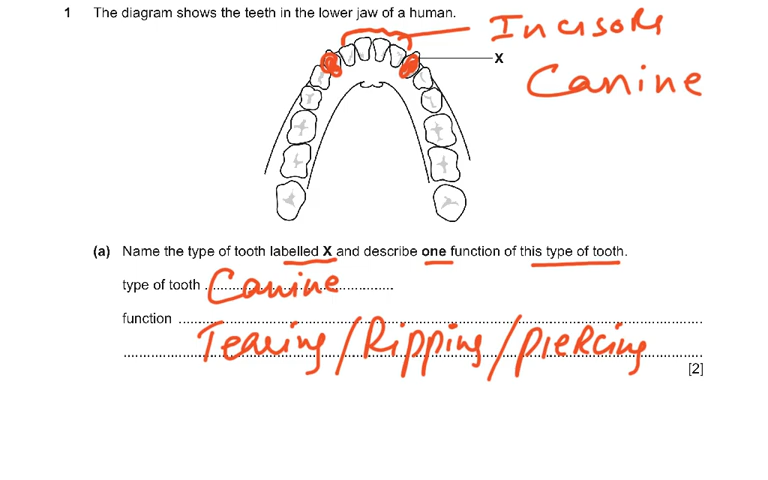 1 The diagram shows the teeth in the lower jaw of a human.
Incisors
X
Canine
(a) Name the type of tooth labelled X and describe one function of this type of tooth.
type of tooth Canine
function
Tearing/Ripping/Piercing
[2]